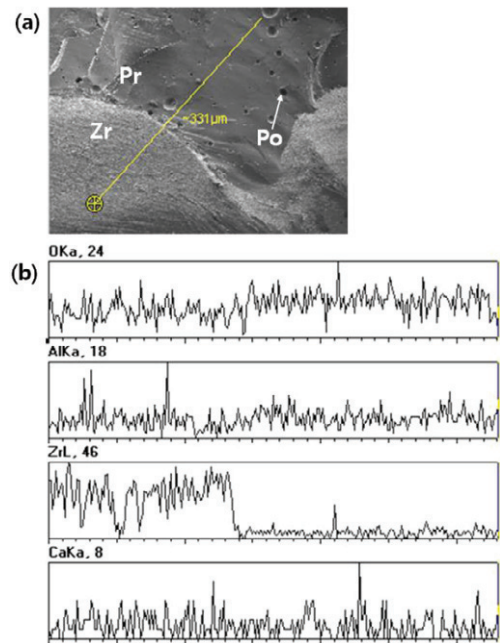 (a)
Pr
Zr
~331µm
Po
(b)
OKa, 24
AlKa, 18
ZrL, 46
CaKa, 8